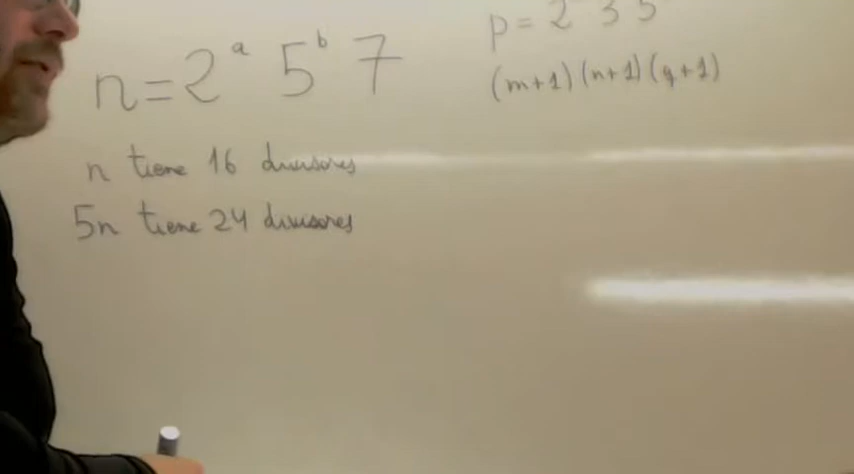 n = 2^a 5^b 7
n tiene 16 divisores
5n tiene 24 divisores
p = 2 3 5
(m+1)(n+1)(q+1)